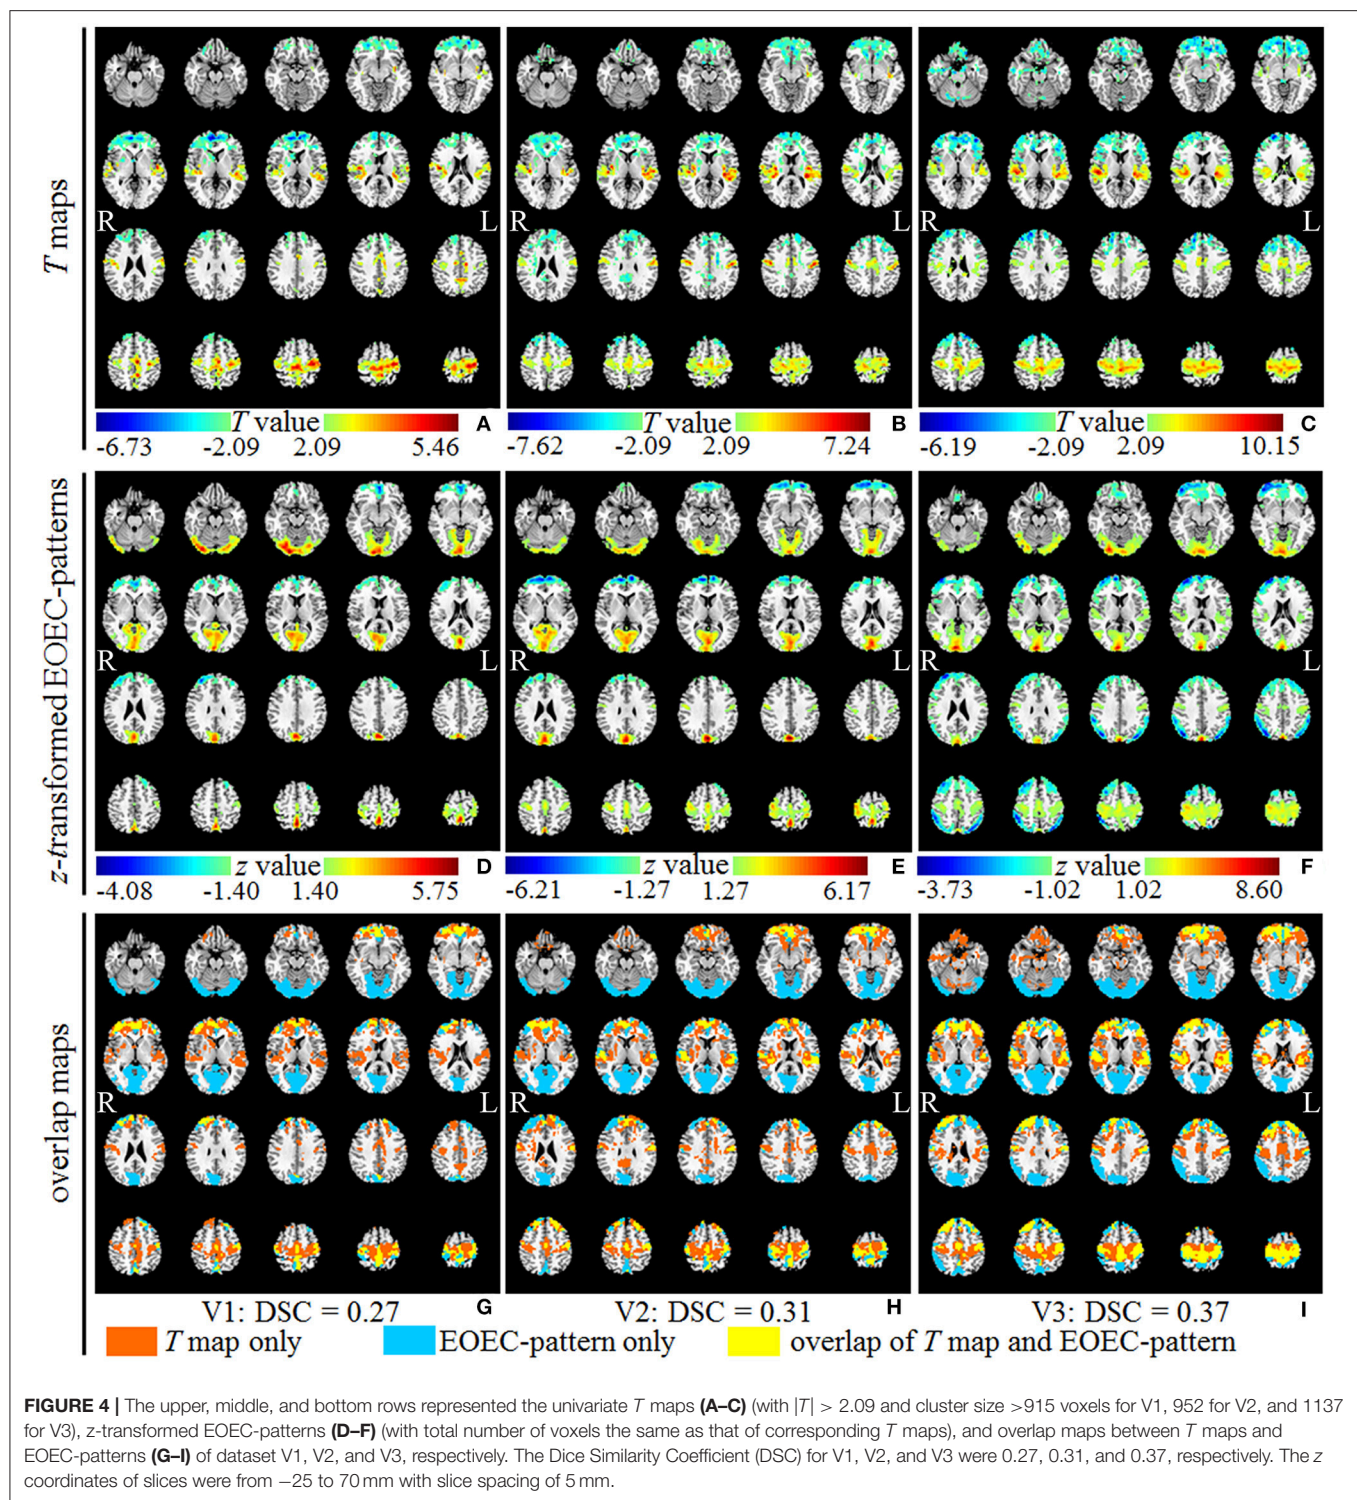 T maps
R
L
T value
A
-6.73
-2.09
2.09
5.46
T value
B
-7.62
-2.09
2.09
7.24
T value
C
-6.19
-2.09
2.09
10.15
z-transformed EOEC-patterns
R
L
z value
D
-4.08
-1.40
1.40
5.75
z value
E
-6.21
-1.27
1.27
6.17
z value
F
-3.73
-1.02
1.02
8.60
overlap maps
R
L
V1: DSC = 0.27
G
V2: DSC = 0.31
H
V3: DSC = 0.37
I
T map only
EOEC-pattern only
overlap of T map and EOEC-pattern
FIGURE 4 | The upper, middle, and bottom rows represented the univariate T maps (A–C) (with |T| > 2.09 and cluster size >915 voxels for V1, 952 for V2, and 1137
for V3), z-transformed EOEC-patterns (D–F) (with total number of voxels the same as that of corresponding T maps), and overlap maps between T maps and
EOEC-patterns (G–I) of dataset V1, V2, and V3, respectively. The Dice Similarity Coefficient (DSC) for V1, V2, and V3 were 0.27, 0.31, and 0.37, respectively. The z
coordinates of slices were from −25 to 70 mm with slice spacing of 5 mm.